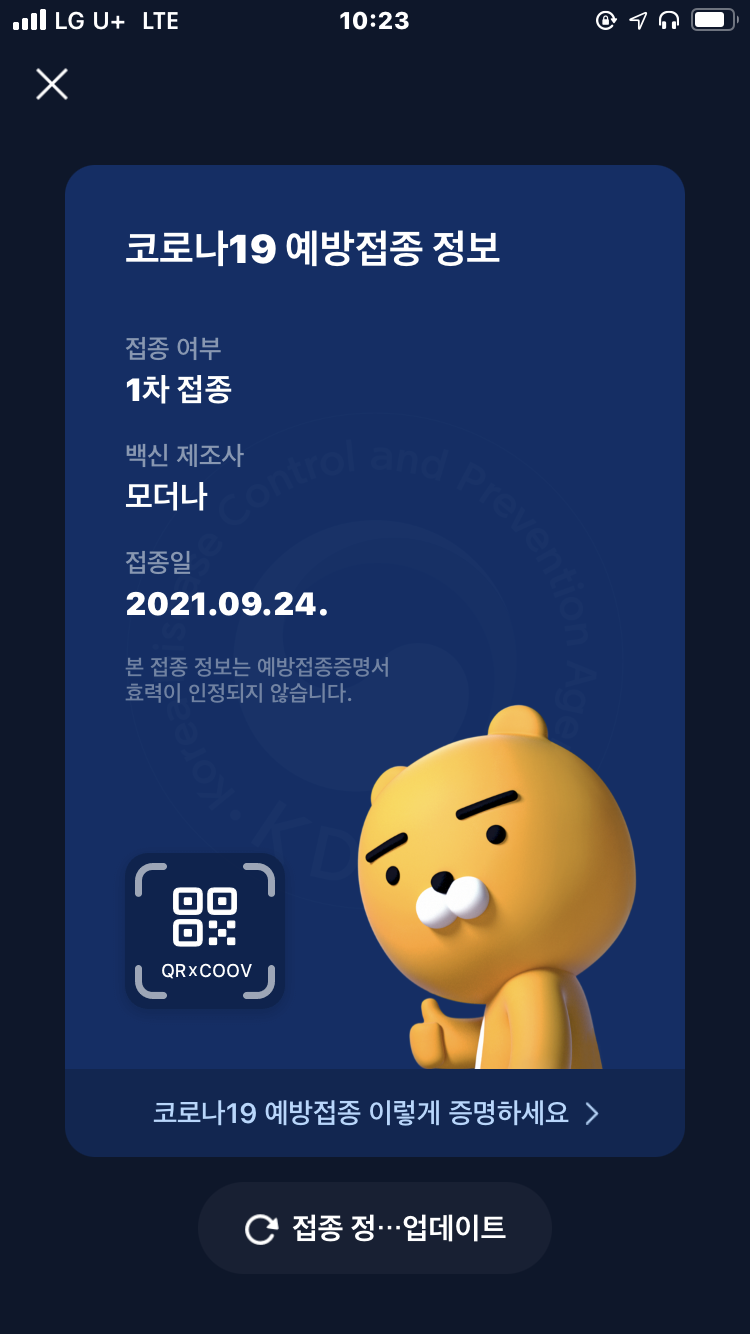 LG U+ LTE 10:23
코로나19 예방접종 정보
접종 여부
1차 접종
백신 제조사
모더나
접종일
2021.09.24.
본 접종 정보는 예방접종증명서
효력이 인정되지 않습니다.
Korea Disease Control and Prevention Age
KD
QRxCOOV
코로나19 예방접종 이렇게 증명하세요
접종 정…업데이트